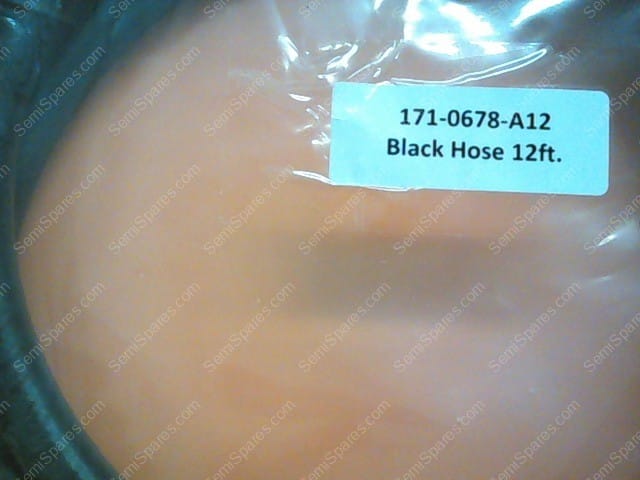 171-0678-A12
Black Hose 12ft.
SemiSpares.com